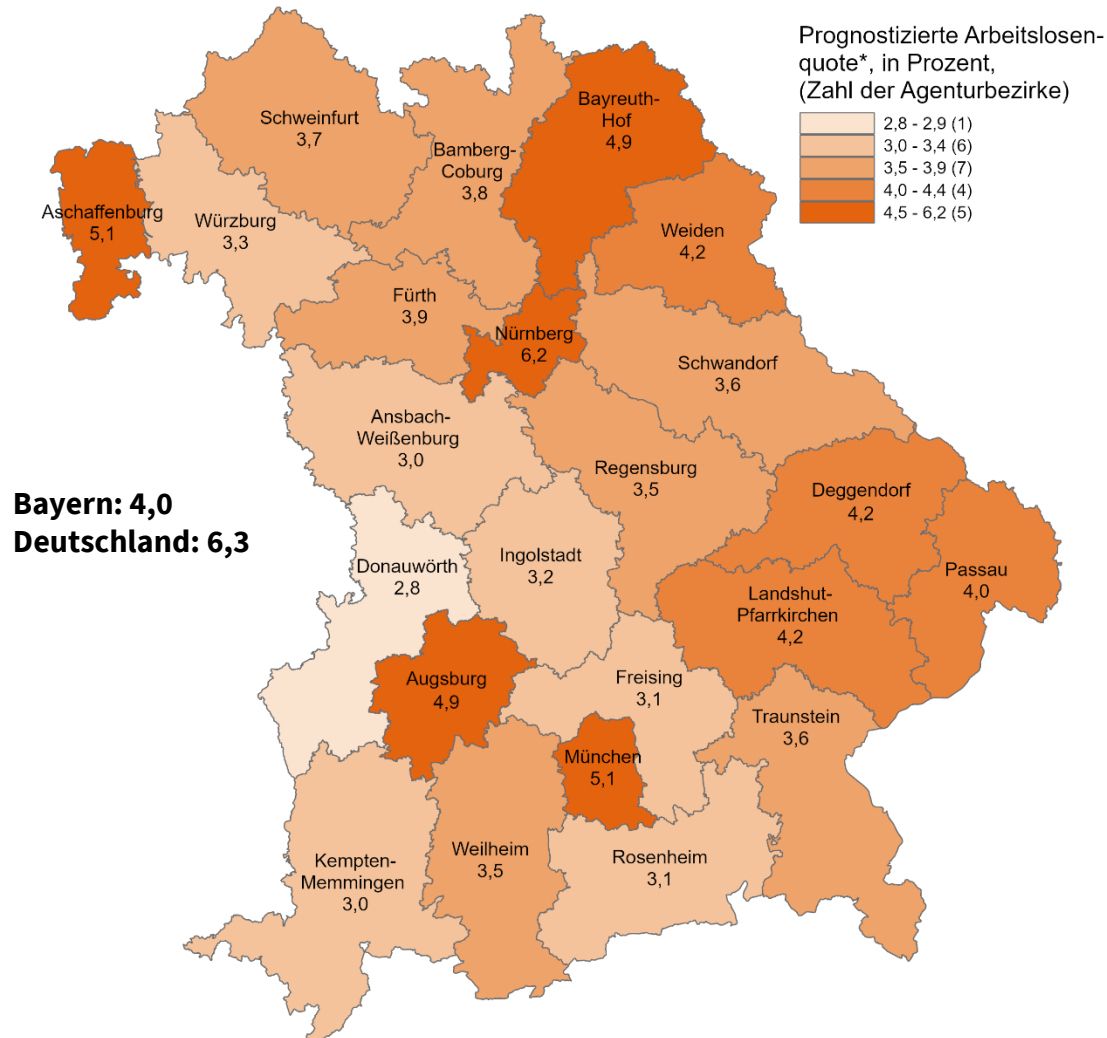 Prognostizierte Arbeitslosen-
quote*, in Prozent,
(Zahl der Agenturbezirke)
2,8 - 2,9 (1)
3,0 - 3,4 (6)
3,5 - 3,9 (7)
4,0 - 4,4 (4)
4,5 - 6,2 (5)
Schweinfurt
3,7
Bayreuth-
Hof
4,9
Bamberg-
Coburg
3,8
Aschaffenburg
5,1
Würzburg
3,3
Weiden
4,2
Fürth
3,9
Nürnberg
6,2
Schwandorf
3,6
Ansbach-
Weißenburg
3,0
Regensburg
3,5
Deggendorf
4,2
Bayern: 4,0
Deutschland: 6,3
Donauwörth
2,8
Ingolstadt
3,2
Passau
4,0
Landshut-
Pfarrkirchen
4,2
Augsburg
4,9
Freising
3,1
Traunstein
3,6
München
5,1
Kempten-
Memmingen
3,0
Weilheim
3,5
Rosenheim
3,1